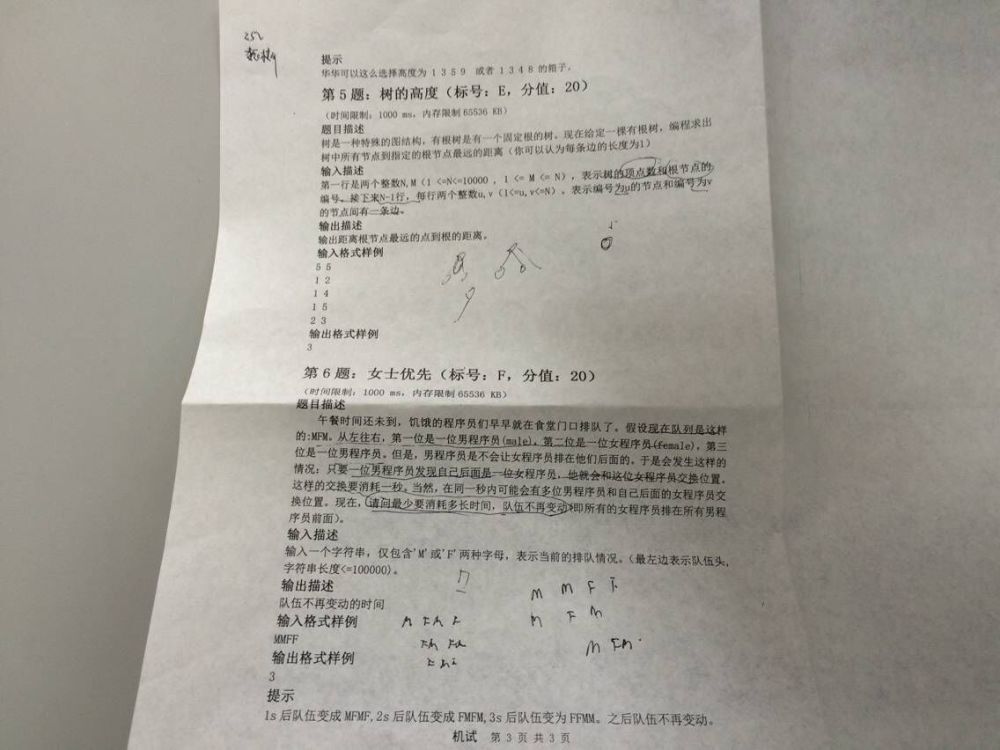 252
提示
华华可以这么选择高度为 1 3 5 9 或者 1 3 4 8 的箱子。
第 5 题：树的高度（标号：E，分值：20）
（时间限制：1000 ms，内存限制 65536 KB）
题目描述
树是一种特殊的图结构，有根树是有一个固定根的树。现在给定一棵有根树，编程求出
树中所有节点到指定的根节点最远的距离（你可以认为每条边的长度为1）
输入描述
第一行是两个整数N,M（1 <=N<=10000 , 1 <= M <= N），表示树的顶点数和根节点的
编号。接下来N-1行，每行两个整数u,v（1<=u,v<=N），表示编号为u的节点和编号为v
的节点间有一条边。
输出描述
输出距离根节点最远的点到根的距离。
输入格式样例
5 5
1 2
1 4
1 5
2 3
输出格式样例
3
第 6 题：女士优先（标号：F，分值：20）
（时间限制：1000 ms，内存限制 65536 KB）
题目描述
午餐时间还未到，饥饿的程序员们早早就在食堂门口排队了。假设现在队列是这样
的:MFM。从左往右，第一位是一位男程序员(male)，第二位是一位女程序员(female)，第三
位是一位男程序员。但是，男程序员是不会让女程序员排在他们后面的。于是会发生这样的
情况：只要一位男程序员发现自己后面是一位女程序员，他就会和这位女程序员交换位置。
这样的交换要消耗一秒。当然，在同一秒内可能会有多位男程序员和自己后面的女程序员交
换位置。现在，请问最少要消耗多长时间，队伍不再变动(即所有的女程序员排在所有男程
序员前面)。
输入描述
输入一个字符串，仅包含'M'或'F'两种字母，表示当前的排队情况。（最左边表示队伍头，
字符串长度<=100000)。
输出描述
队伍不再变动的时间
M M F F
输入格式样例
M F M
MMFF
M F M
输出格式样例
3
提示
1s 后队伍变成 MFMF, 2s 后队伍变成 FMFM, 3s 后队伍变为 FFMM。之后队伍不再变动。
机试 第 3 页 共 3 页